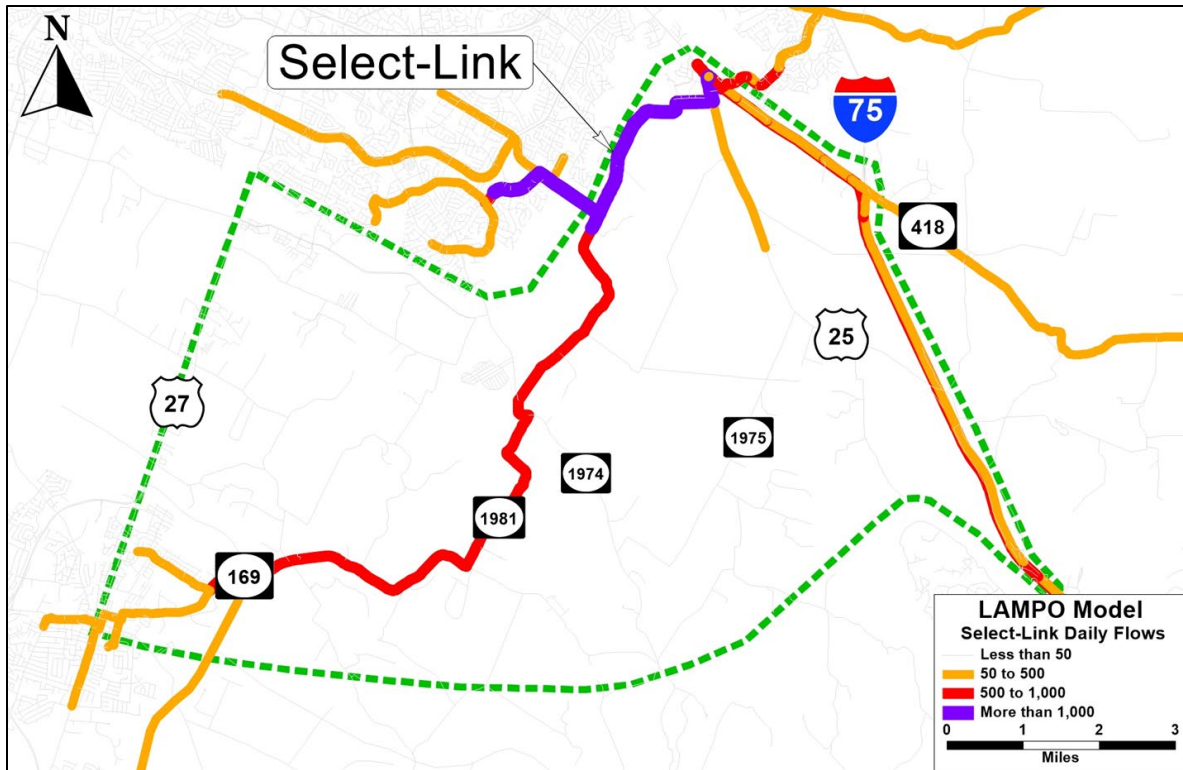 N
Select-Link
75
418
25
27
1975
1974
1981
169
LAMPO Model
Select-Link Daily Flows
Less than 50
50 to 500
500 to 1,000
More than 1,000
0 1 2 3
Miles